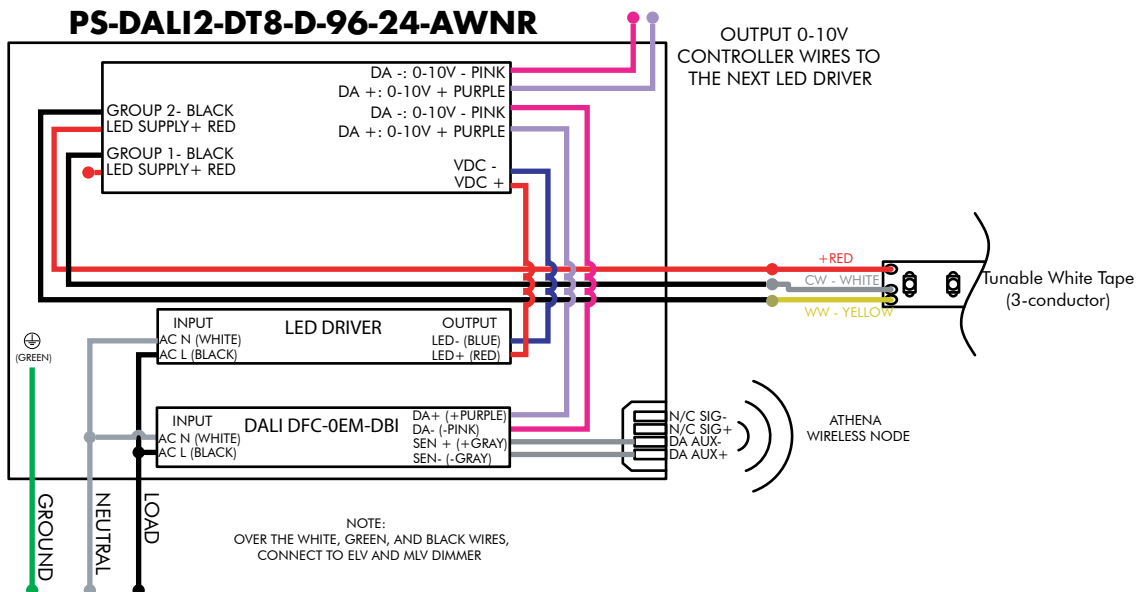 PS-DALI2-DT8-D-96-24-AWNR
OUTPUT 0-10V
CONTROLLER WIRES TO
THE NEXT LED DRIVER
DA -: 0-10V - PINK
DA +: 0-10V + PURPLE
DA -: 0-10V - PINK
DA +: 0-10V + PURPLE
GROUP 2- BLACK
LED SUPPLY+ RED
GROUP 1- BLACK
LED SUPPLY+ RED
VDC -
VDC +
+RED
CW - WHITE
WW - YELLOW
Tunable White Tape
(3-conductor)
INPUT
LED DRIVER
OUTPUT
AC N (WHITE)
AC L (BLACK)
LED- (BLUE)
LED+ (RED)
(GREEN)
INPUT
DALI DFC-0EM-DBI
AC N (WHITE)
AC L (BLACK)
DA+ (+PURPLE)
DA- (-PINK)
SEN + (+GRAY)
SEN- (-GRAY)
N/C SIG-
N/C SIG+
DA AUX-
DA AUX+
ATHENA
WIRELESS NODE
GROUND
NEUTRAL
LOAD
NOTE:
OVER THE WHITE, GREEN, AND BLACK WIRES,
CONNECT TO ELV AND MLV DIMMER